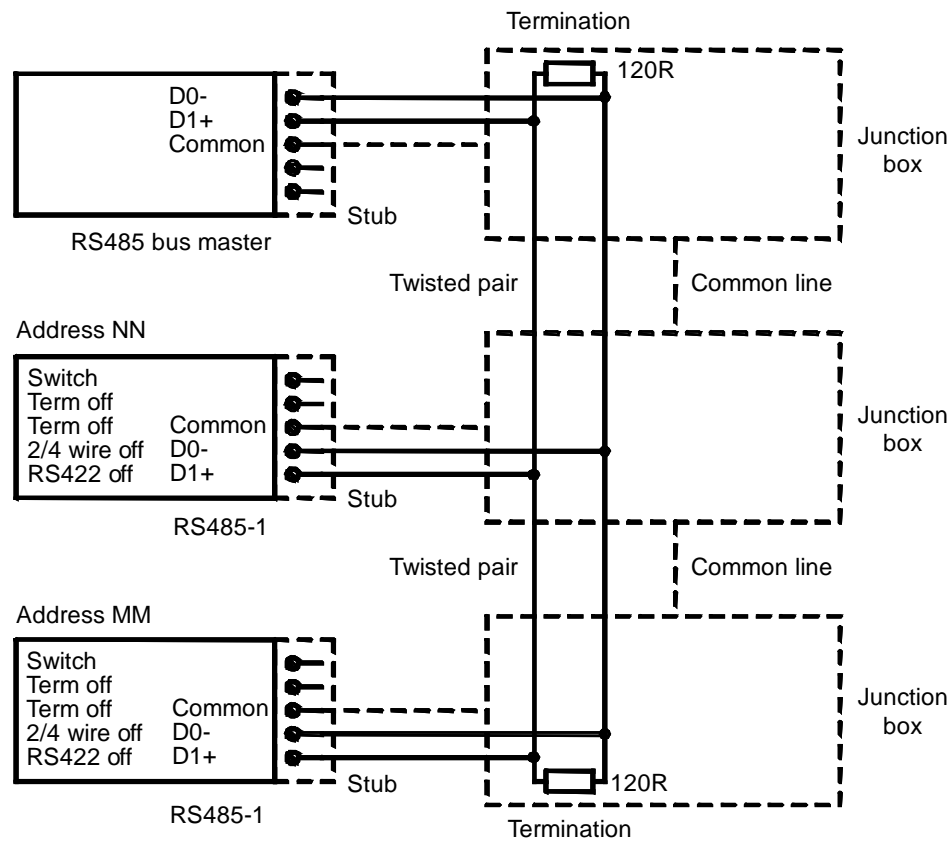 Termination
120R
D0-
D1+
Common
Junction
box
Stub
RS485 bus master
Twisted pair
Common line
Address NN
Switch
Term off
Term off
Common
2/4 wire off
D0-
RS422 off
D1+
Junction
box
Stub
RS485-1
Twisted pair
Common line
Address MM
Switch
Term off
Term off
Common
2/4 wire off
D0-
RS422 off
D1+
Junction
box
Stub
120R
RS485-1
Termination